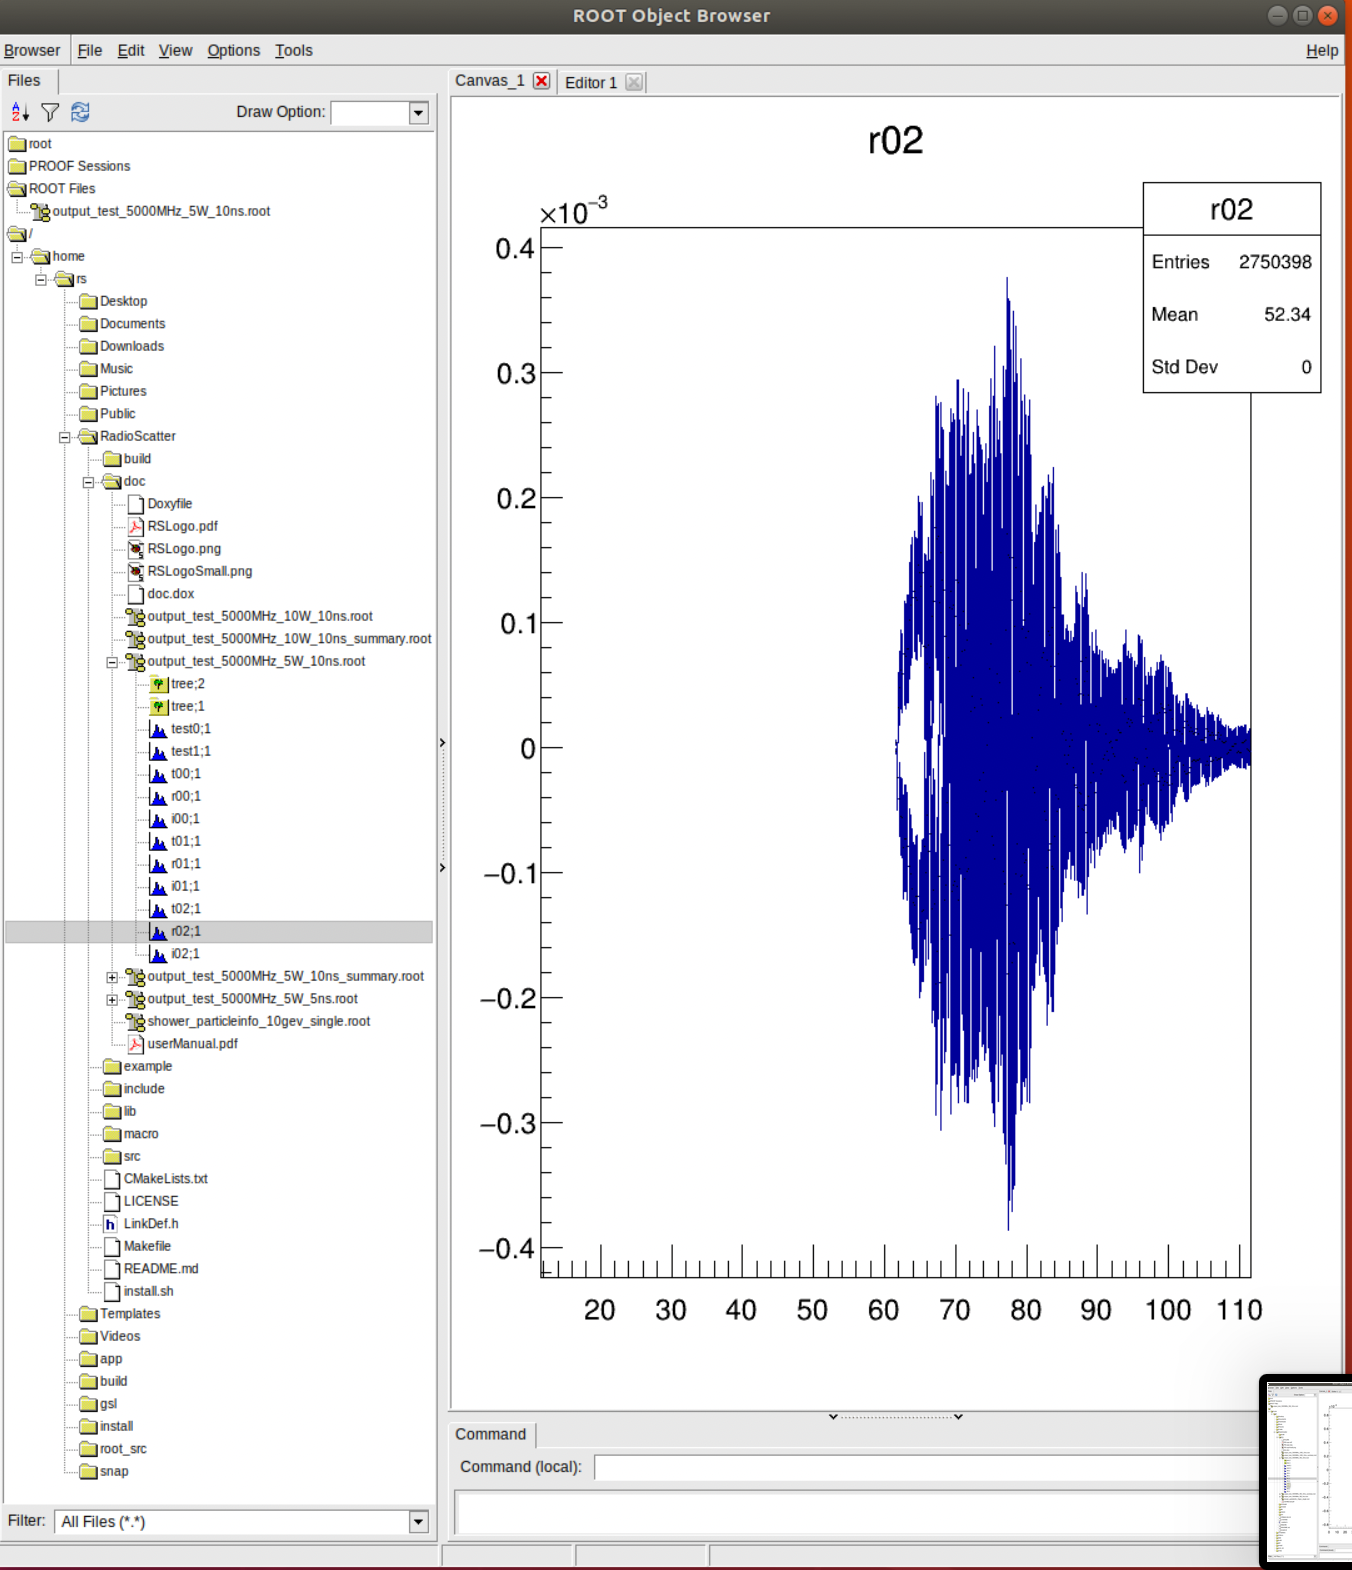 ROOT Object Browser
Browser File Edit View Options Tools Help
Files
Draw Option:
root
PROOF Sessions
ROOT Files
output_test_5000MHz_5W_10ns.root
/
home
rs
Desktop
Documents
Downloads
Music
Pictures
Public
RadioScatter
build
doc
Doxyfile
RSLogo.pdf
RSLogo.png
RSLogoSmall.png
doc.dox
output_test_5000MHz_10W_10ns.root
output_test_5000MHz_10W_10ns_summary.root
output_test_5000MHz_5W_10ns.root
tree;2
tree;1
test0;1
test1;1
t00;1
r00;1
i00;1
t01;1
r01;1
i01;1
t02;1
r02;1
i02;1
output_test_5000MHz_5W_10ns_summary.root
output_test_5000MHz_5W_5ns.root
shower_particleinfo_10gev_single.root
userManual.pdf
example
include
lib
macro
src
CMakeLists.txt
LICENSE
LinkDef.h
Makefile
README.md
install.sh
Templates
Videos
app
build
gsl
install
root_src
snap
Filter: All Files (*.*)
Canvas_1 Editor 1
r02
×10⁻³
r02
Entries 2750398
Mean 52.34
Std Dev 0
0.4
0.3
0.2
0.1
0
−0.1
−0.2
−0.3
−0.4
20 30 40 50 60 70 80 90 100 110
Command
Command (local):